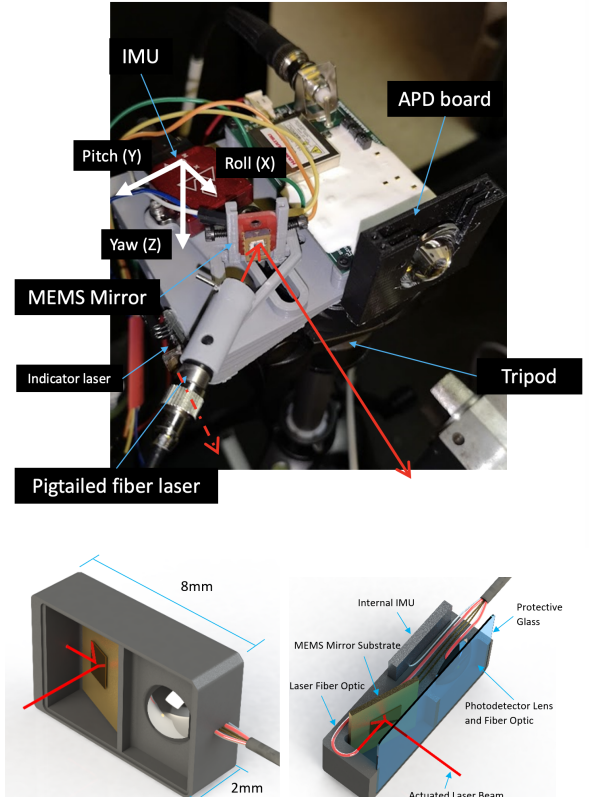 IMU
APD board
Pitch (Y)
Roll (X)
Yaw (Z)
MEMS Mirror
Indicator laser
Tripod
Pigtailed fiber laser
8mm
2mm
Internal IMU
Protective
Glass
MEMS Mirror Substrate
Laser Fiber Optic
Photodetector Lens
and Fiber Optic
Actuated Laser Beam